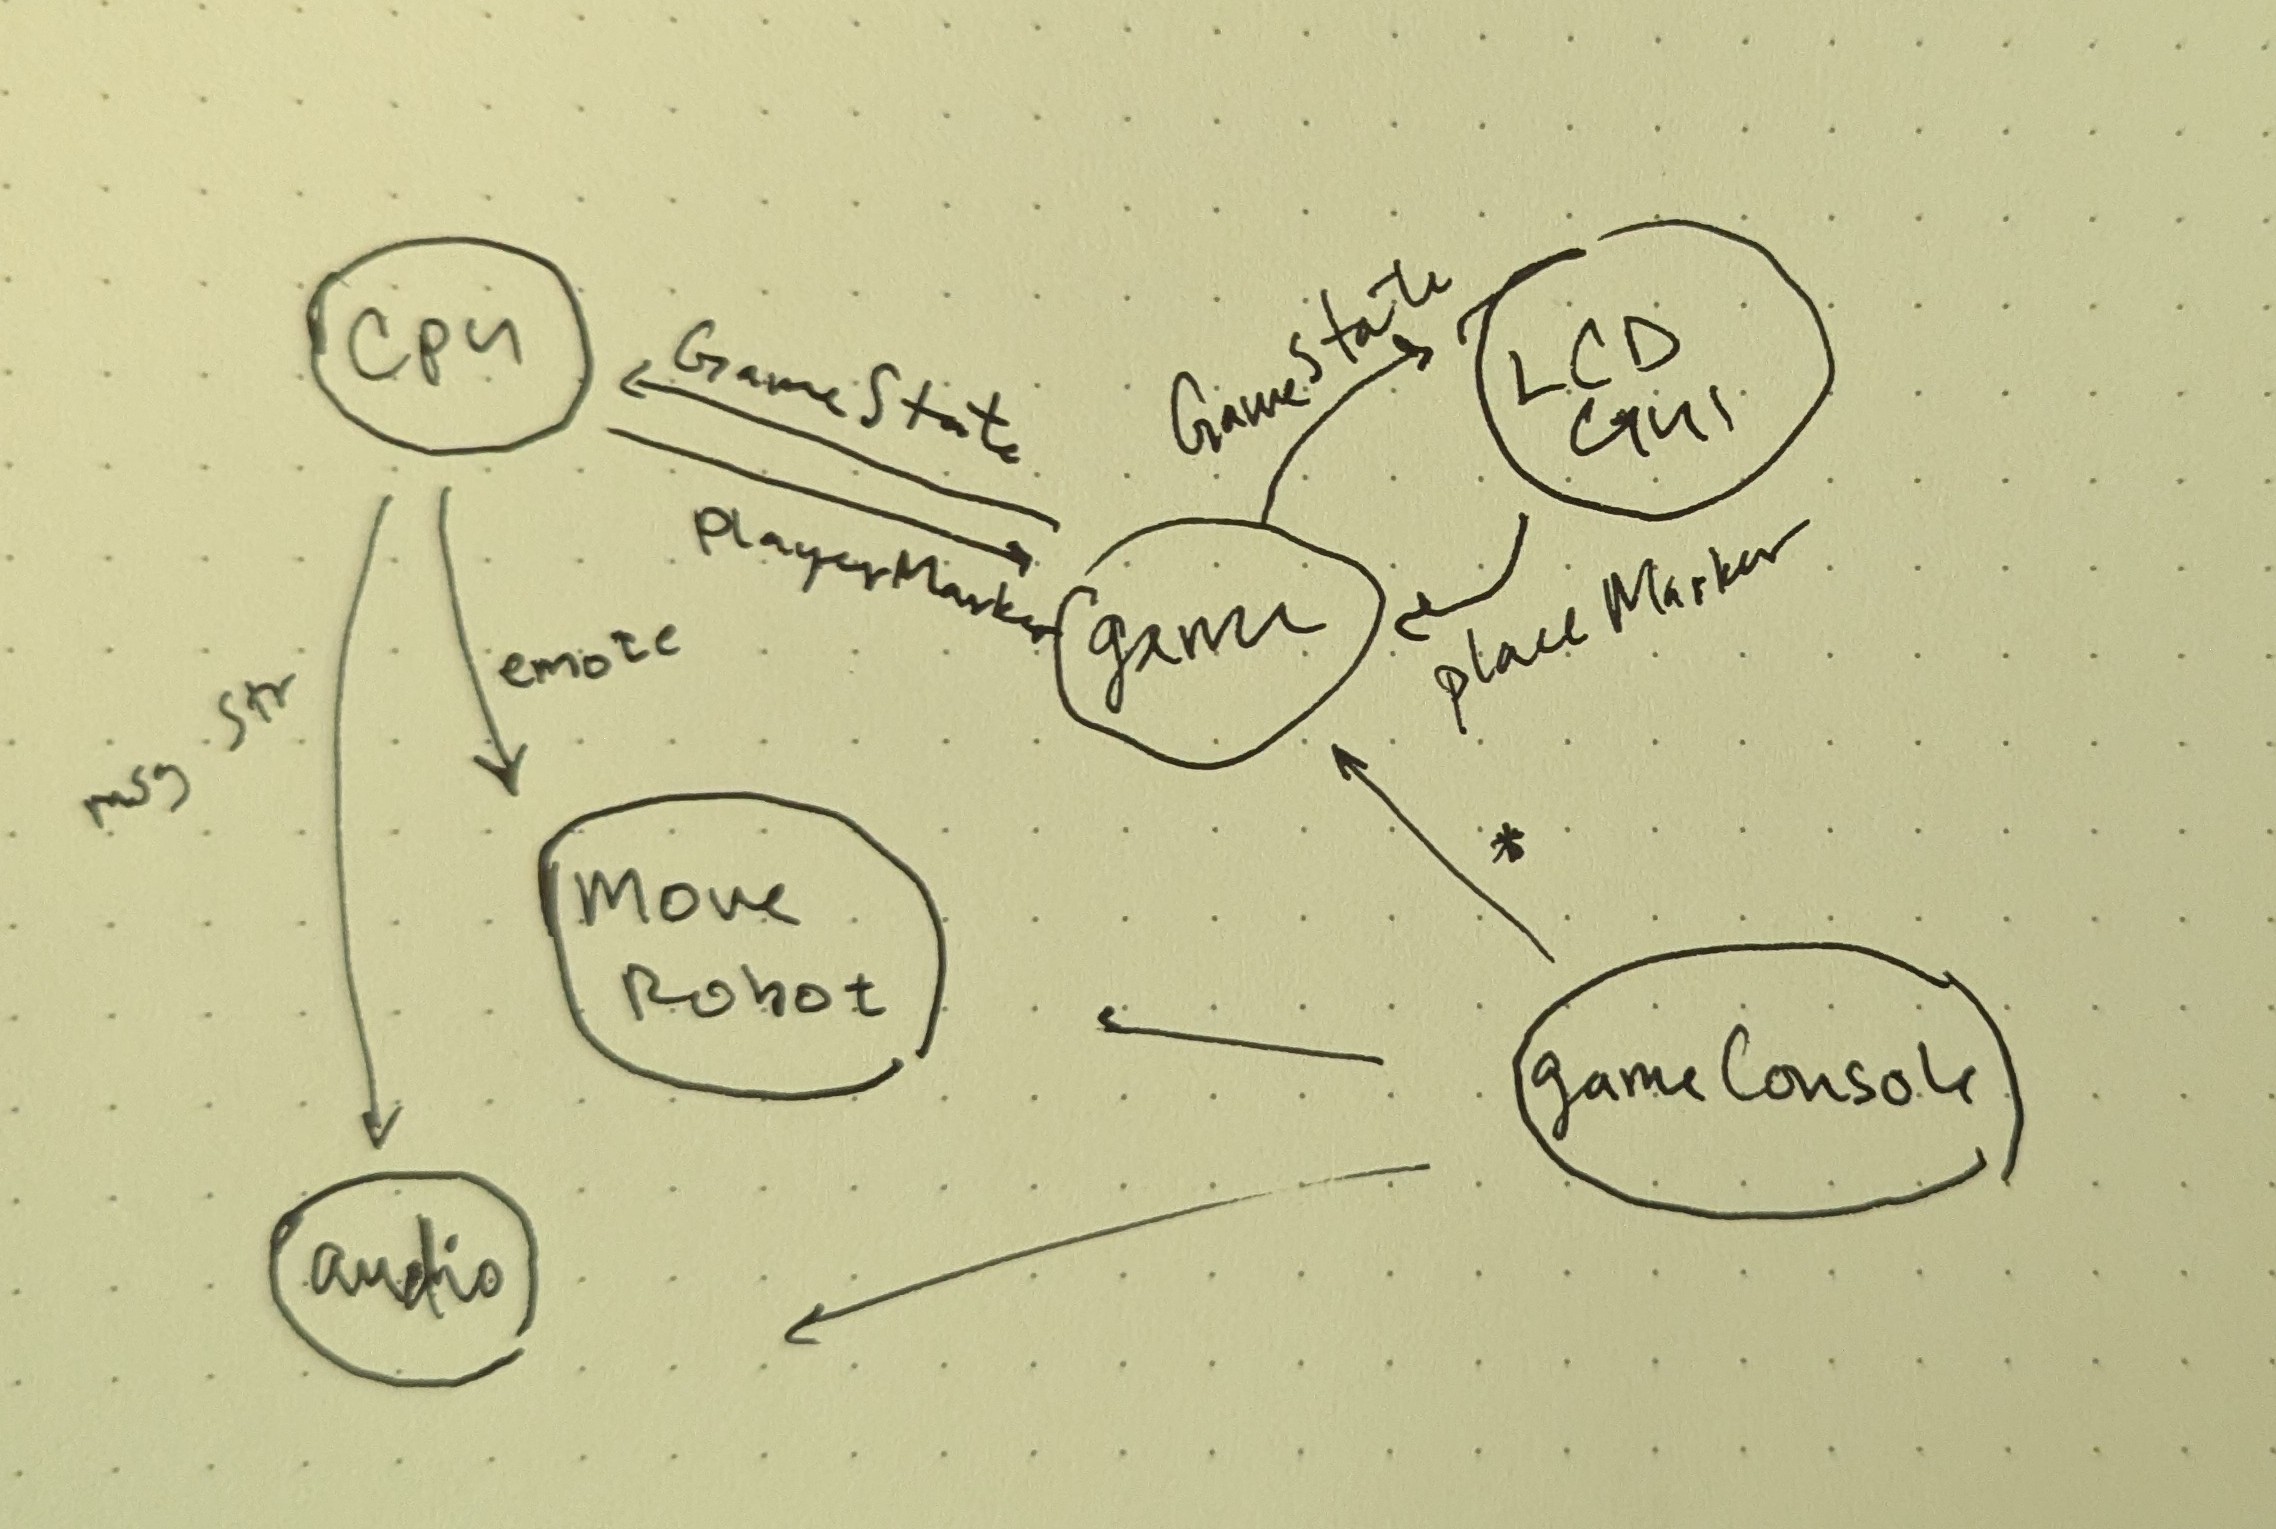 Cpu
GameState
PlayerMarker
GameState
LCD
GUI
game
placeMarker
msg str
emote
*
Move
Robot
gameConsole
audio